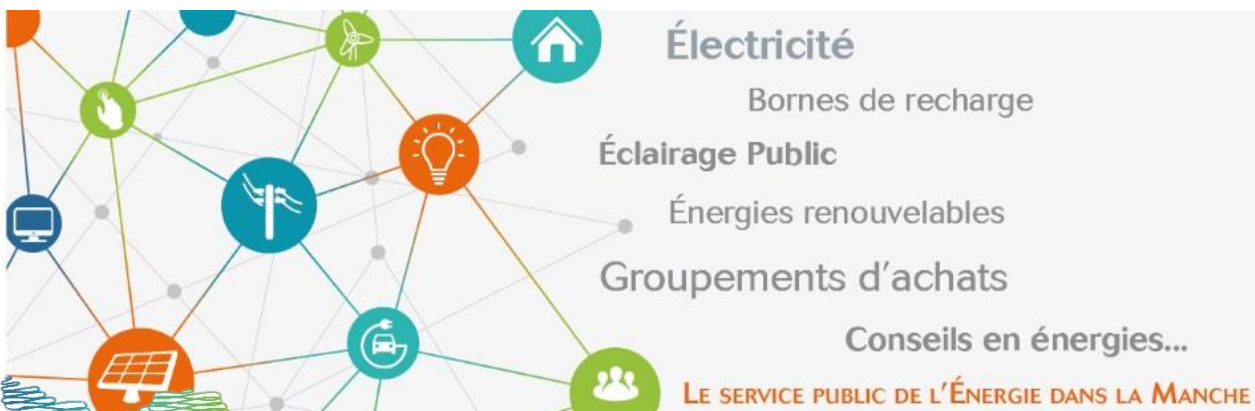 Électricité
Bornes de recharge
Éclairage Public
Énergies renouvelables
Groupements d'achats
Conseils en énergies...
LE SERVICE PUBLIC DE L'ÉNERGIE DANS LA MANCHE